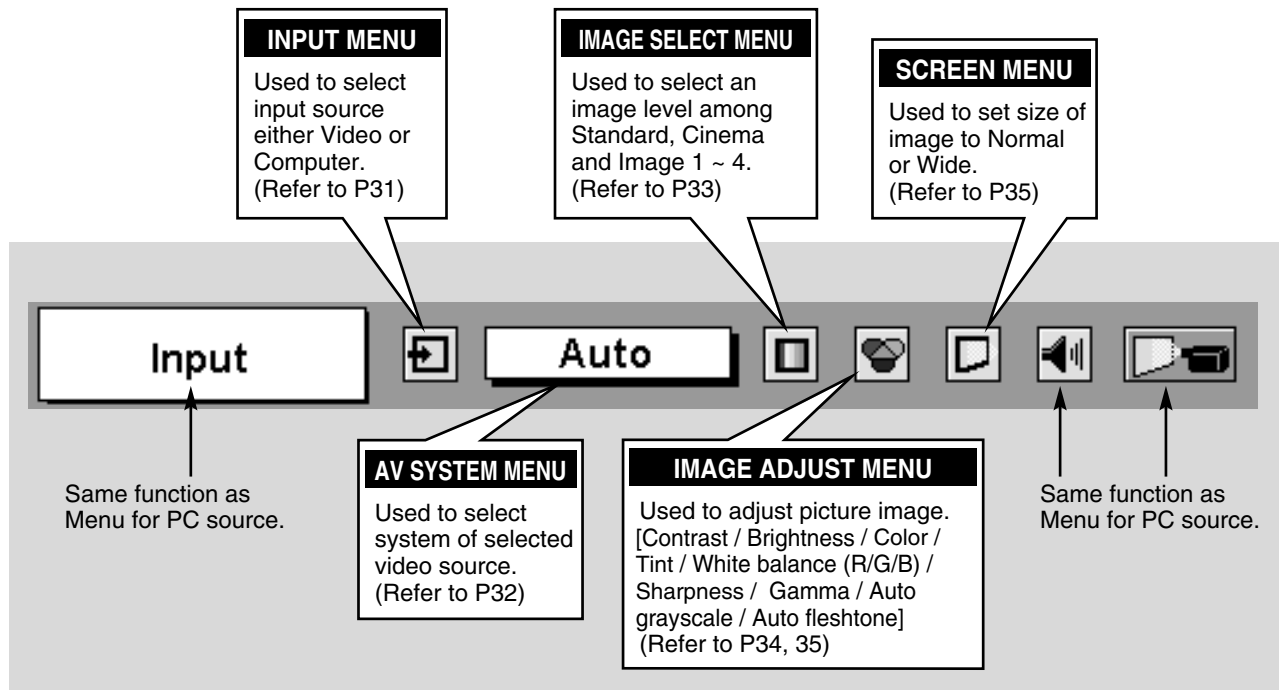 INPUT MENU
Used to select
input source
either Video or
Computer.
(Refer to P31)
IMAGE SELECT MENU
Used to select an
image level among
Standard, Cinema
and Image 1 ~ 4.
(Refer to P33)
SCREEN MENU
Used to set size of
image to Normal
or Wide.
(Refer to P35)
Input
Auto
Same function as
Menu for PC source.
AV SYSTEM MENU
Used to select
system of selected
video source.
(Refer to P32)
IMAGE ADJUST MENU
Used to adjust picture image.
[Contrast / Brightness / Color /
Tint / White balance (R/G/B) /
Sharpness / Gamma / Auto
grayscale / Auto fleshtone]
(Refer to P34, 35)
Same function as
Menu for PC source.